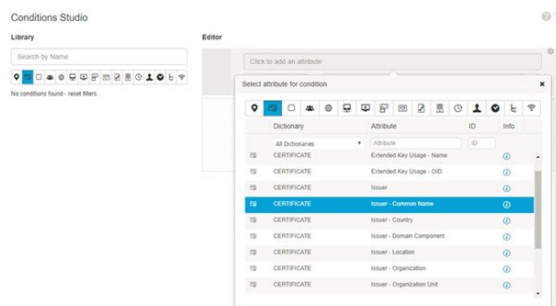 Conditions Studio
Library
Search by Name
No conditions found - reset filters.
Editor
Click to add an attribute
Select attribute for condition
Dictionary Attribute ID Info
All Dictionaries Attribute ID
CERTIFICATE Extended Key Usage - Name
CERTIFICATE Extended Key Usage - OID
CERTIFICATE Issuer
CERTIFICATE Issuer - Common Name
CERTIFICATE Issuer - Country
CERTIFICATE Issuer - Domain Component
CERTIFICATE Issuer - Location
CERTIFICATE Issuer - Organization
CERTIFICATE Issuer - Organization Unit